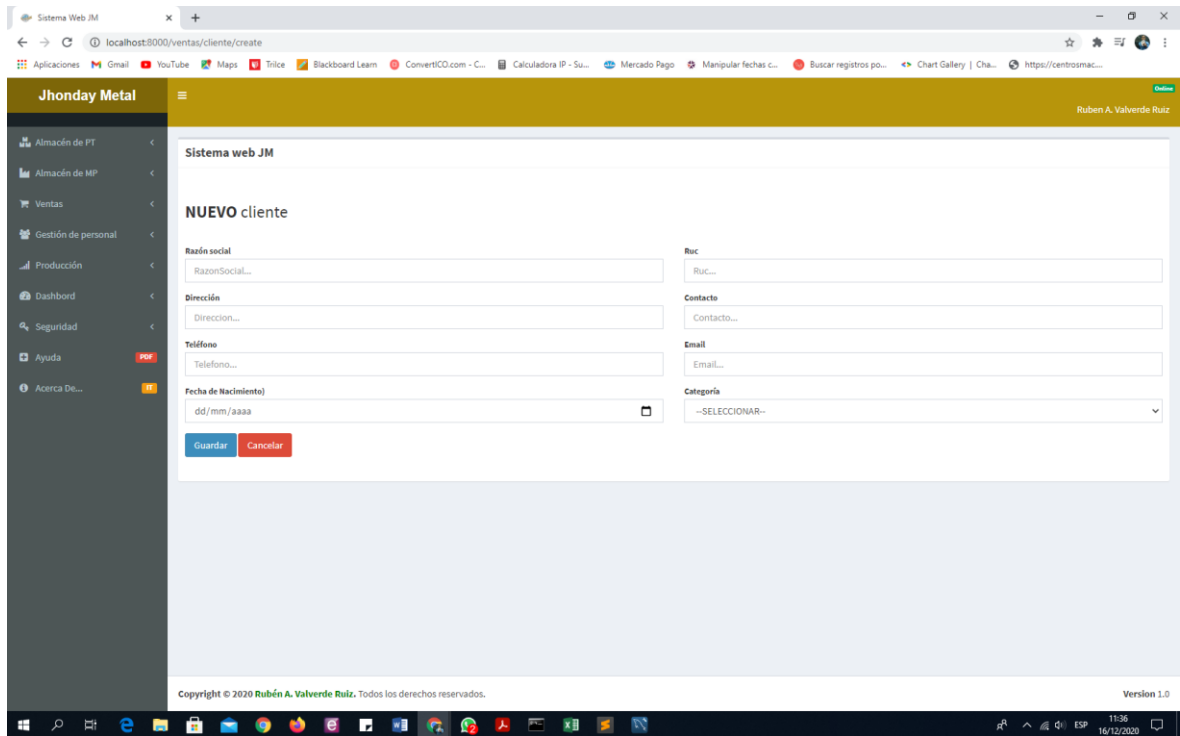 Sistema Web JM
localhost:8000/ventas/cliente/create
Aplicaciones Gmail YouTube Maps Trilce Blackboard Learn ConvertICO.com - C... Calculadora IP - Su... Mercado Pago Manipular fechas c... Buscar registros po... Chart Gallery | Cha... https://centrosmac....
Jhonday Metal
Online
Ruben A. Valverde Ruiz
Almacén de PT
Almacén de MP
Ventas
Gestión de personal
Producción
Dashbord
Seguridad
Ayuda PDF
Acerca De... IT
Sistema web JM
NUEVO cliente
Razón social Ruc
RazonSocial... Ruc...
Dirección Contacto
Direccion... Contacto...
Teléfono Email
Telefono... Email...
Fecha de Nacimiento) Categoría
dd/mm/aaaa --SELECCIONAR--
Guardar Cancelar
Copyright © 2020 Rubén A. Valverde Ruiz. Todos los derechos reservados. Version 1.0
ESP 11:36
16/12/2020